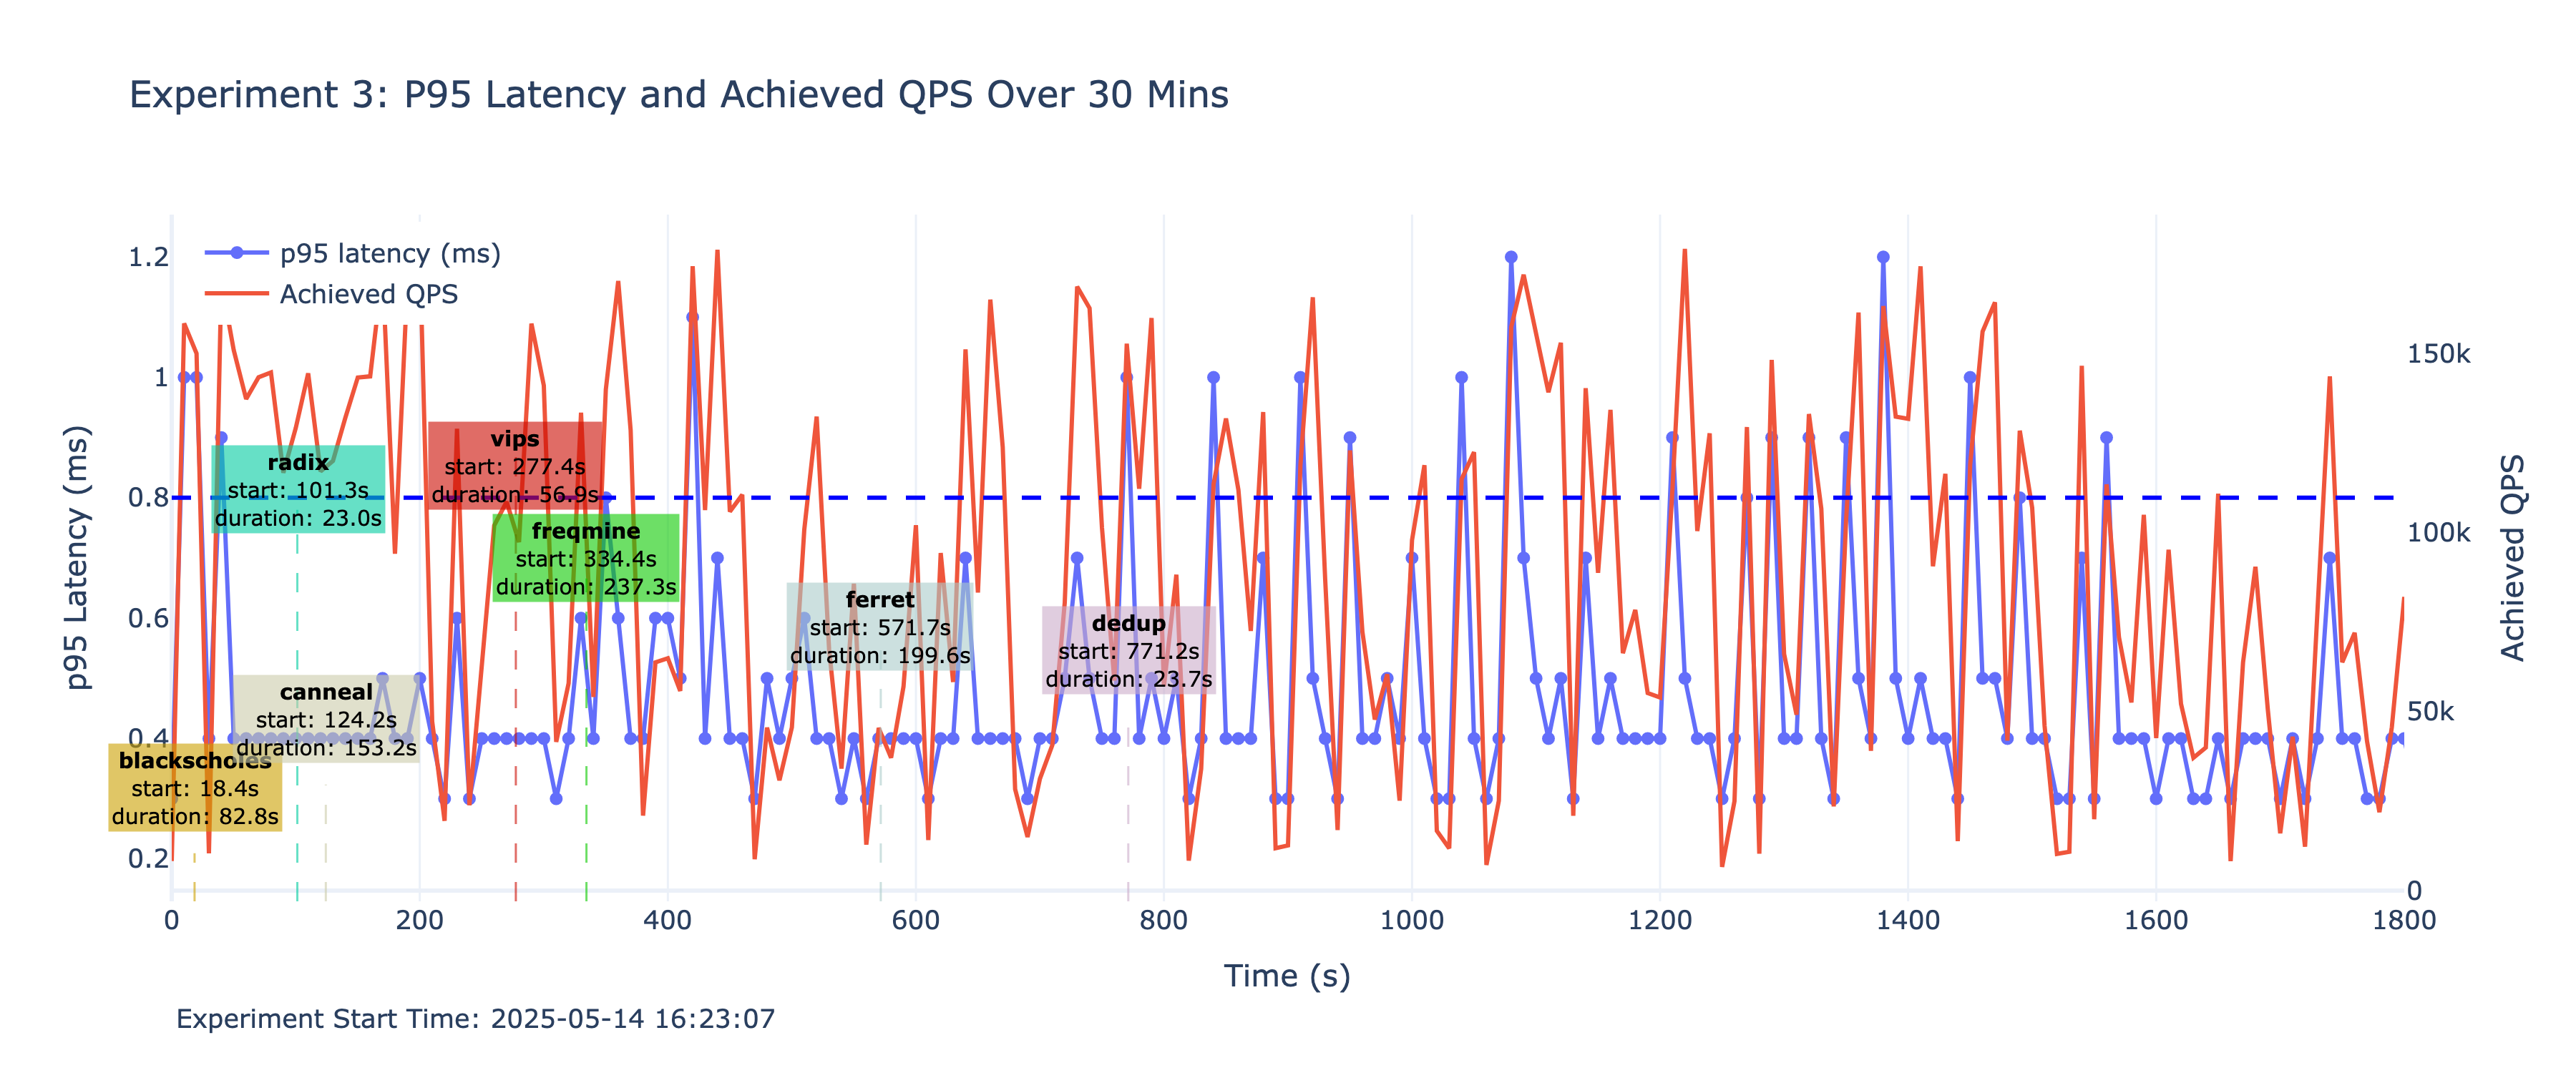 Experiment 3: P95 Latency and Achieved QPS Over 30 Mins
p95 latency (ms)
Achieved QPS
1.2
1
0.8
0.6
0.4
0.2
p95 Latency (ms)
150k
100k
50k
0
Achieved QPS
radix
start: 101.3s
duration: 23.0s
vips
start: 277.4s
duration: 56.9s
freqmine
start: 334.4s
duration: 237.3s
ferret
start: 571.7s
duration: 199.6s
dedup
start: 771.2s
duration: 23.7s
canneal
start: 124.2s
duration: 153.2s
blackscholes
start: 18.4s
duration: 82.8s
0 200 400 600 800 1000 1200 1400 1600 1800
Time (s)
Experiment Start Time: 2025-05-14 16:23:07